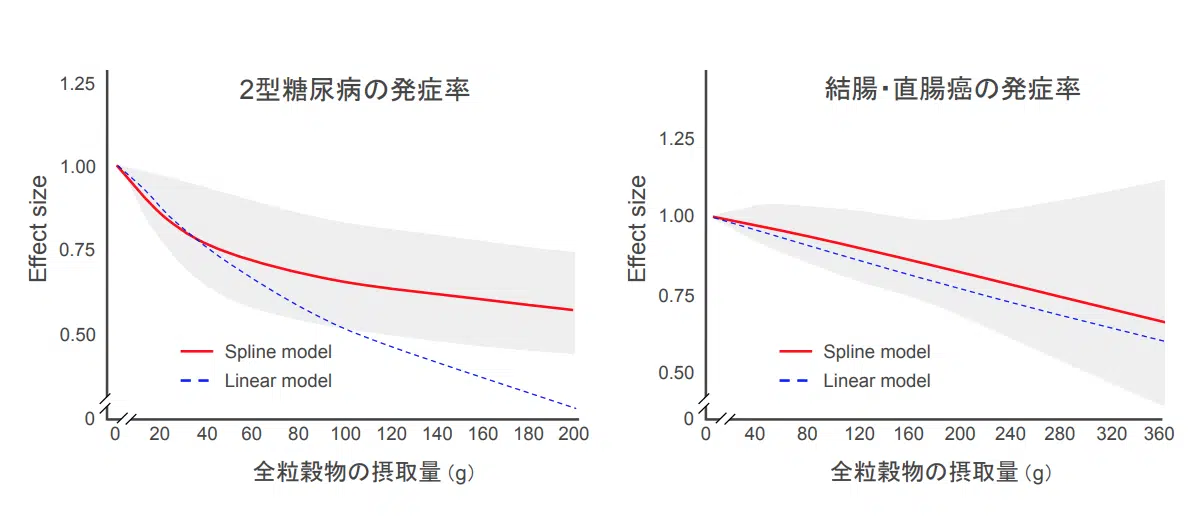 2型糖尿病の発症率
1.25
1.00
0.75
0.50
0
Effect size
Spline model
Linear model
0 20 40 60 80 100 120 140 160 180 200
全粒穀物の摂取量（g）
結腸・直腸癌の発症率
1.25
1.00
0.75
0.50
0
Effect size
Spline model
Linear model
0 40 80 120 160 200 240 280 320 360
全粒穀物の摂取量（g）